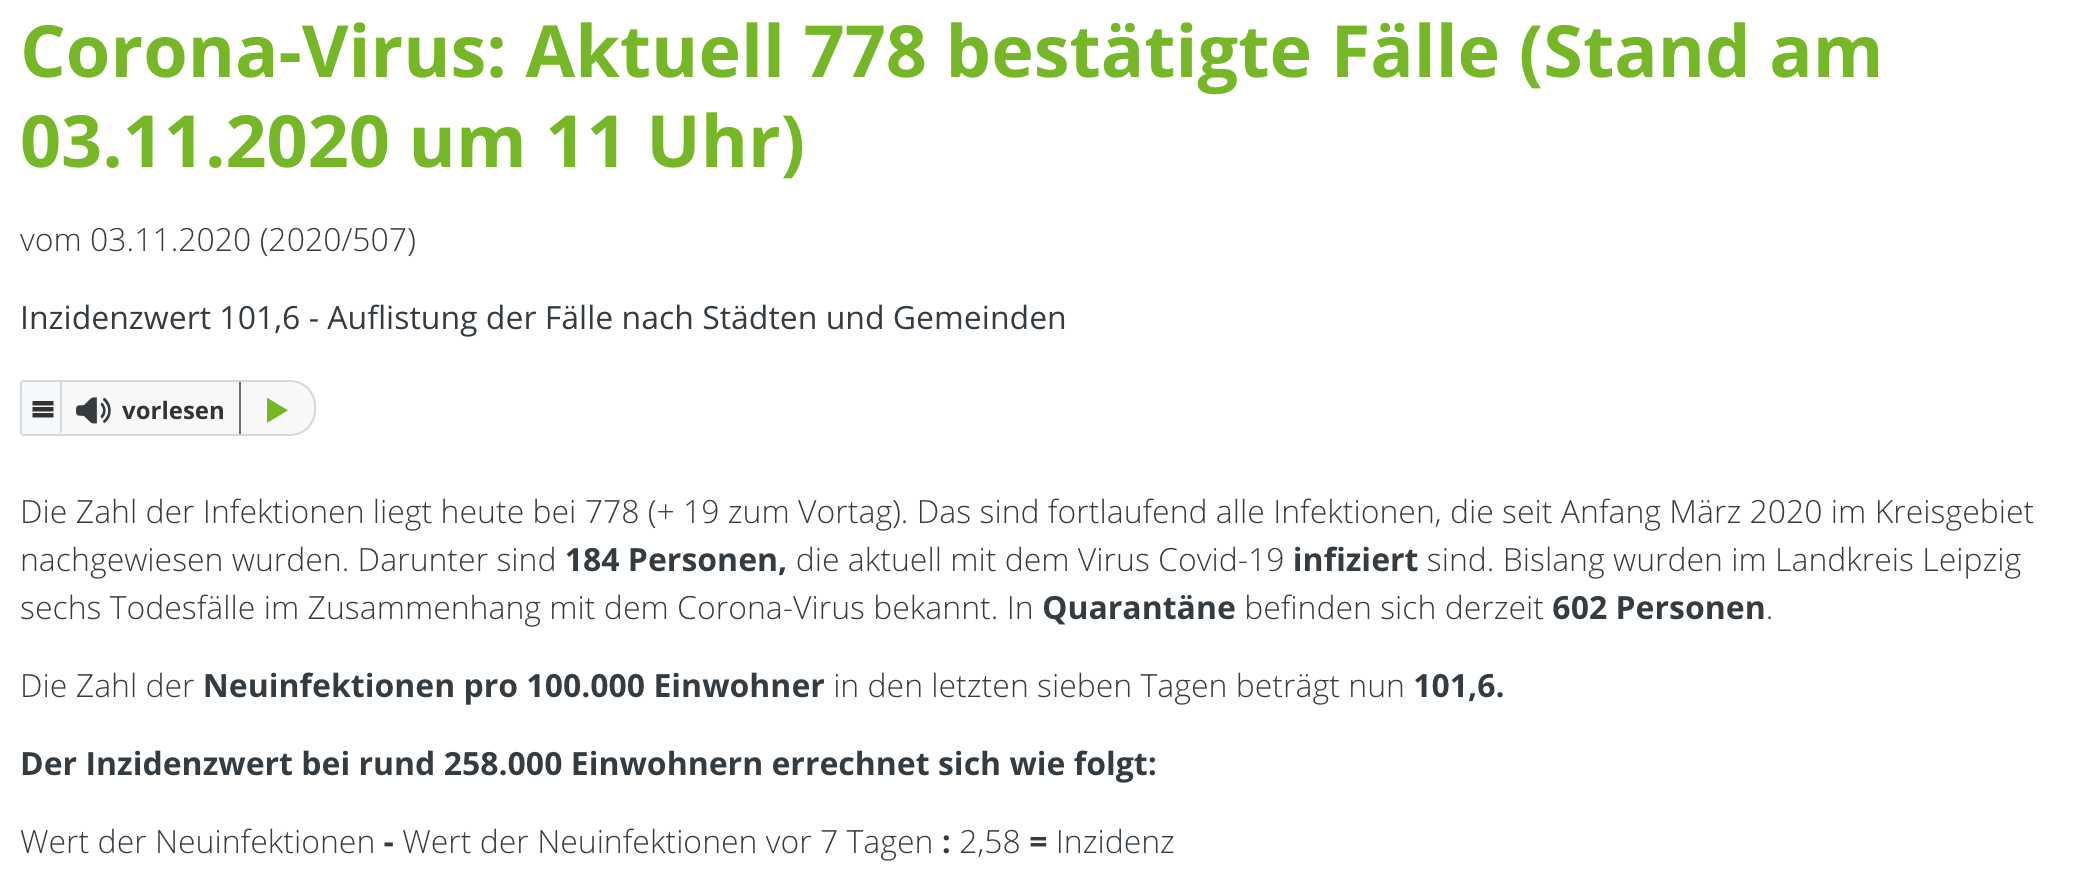 Corona-Virus: Aktuell 778 bestätigte Fälle (Stand am
03.11.2020 um 11 Uhr)
vom 03.11.2020 (2020/507)
Inzidenzwert 101,6 - Auflistung der Fälle nach Städten und Gemeinden
vorlesen
Die Zahl der Infektionen liegt heute bei 778 (+ 19 zum Vortag). Das sind fortlaufend alle Infektionen, die seit Anfang März 2020 im Kreisgebiet
nachgewiesen wurden. Darunter sind 184 Personen, die aktuell mit dem Virus Covid-19 infiziert sind. Bislang wurden im Landkreis Leipzig
sechs Todesfälle im Zusammenhang mit dem Corona-Virus bekannt. In Quarantäne befinden sich derzeit 602 Personen.
Die Zahl der Neuinfektionen pro 100.000 Einwohner in den letzten sieben Tagen beträgt nun 101,6.
Der Inzidenzwert bei rund 258.000 Einwohnern errechnet sich wie folgt:
Wert der Neuinfektionen - Wert der Neuinfektionen vor 7 Tagen : 2,58 = Inzidenz